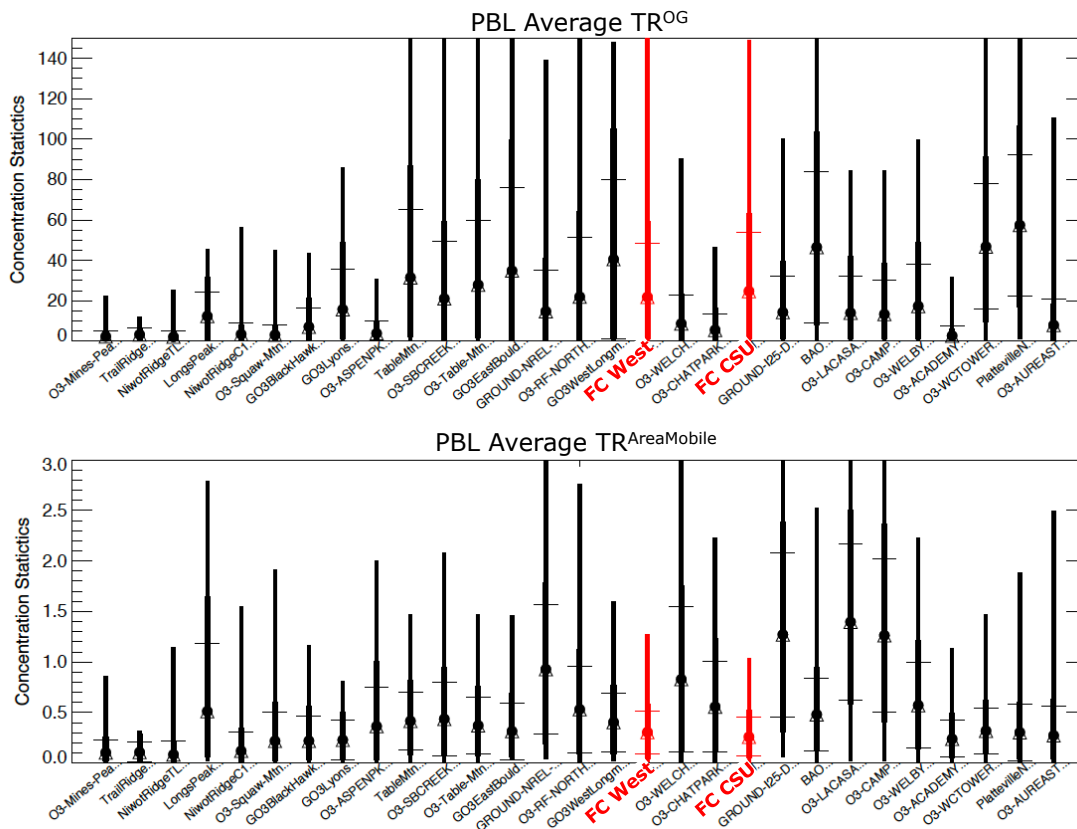 PBL Average TR^OG
Concentration Statictics
140
120
100
80
60
40
20
0
O3-Mines-Pea..
TrailRidge...
NiwotRidgeTL..
LongsPeak..
NiwotRidgeC1..
O3-Squaw-Mtn..
GO3BlackHawk..
GO3Lyons..
O3-ASPENPK..
TableMtn..
O3-SBCREEK..
O3-Table-Mtn..
GO3EastBould..
GROUND-NREL-..
O3-RF-NORTH..
GO3WestLongm..
FC West
O3-WELCH..
O3-CHATPARK..
FC CSU
GROUND-I25-D..
BAO..
O3-LACASA..
O3-CAMP..
O3-WELBY..
O3-ACADEMY..
O3-WCTOWER..
PlattevilleN..
O3-AUREAST..
PBL Average TR^AreaMobile
Concentration Statictics
3.0
2.5
2.0
1.5
1.0
0.5
0.0
O3-Mines-Pea..
TrailRidge...
NiwotRidgeTL..
LongsPeak..
NiwotRidgeC1..
O3-Squaw-Mtn..
GO3BlackHawk..
GO3Lyons..
O3-ASPENPK..
TableMtn..
O3-SBCREEK..
O3-Table-Mtn..
GO3EastBould..
GROUND-NREL-..
O3-RF-NORTH..
GO3WestLongm..
FC West
O3-WELCH..
O3-CHATPARK..
FC CSU
GROUND-I25-D..
BAO..
O3-LACASA..
O3-CAMP..
O3-WELBY..
O3-ACADEMY..
O3-WCTOWER..
PlattevilleN..
O3-AUREAST..